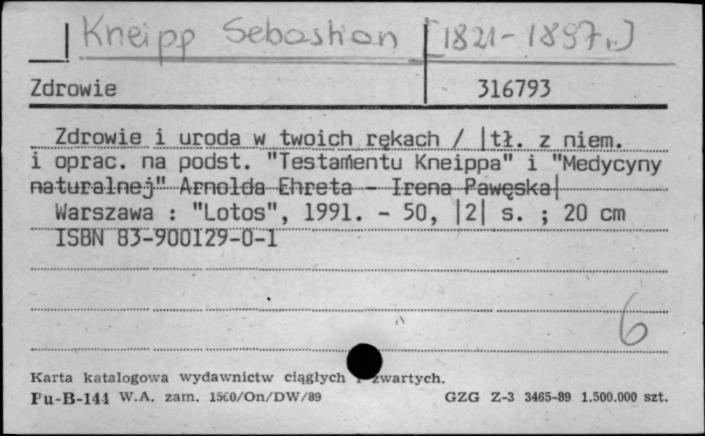 Kneipp Sebastian [1821-1897r.]
Zdrowie 316793
Zdrowie i uroda w twoich rękach / |tł. z niem.
i oprac. na podst. "Testamentu Kneippa" i "Medycyny
naturalnej" Arnolda Ehreta - Irena Pawęska|
Warszawa : "Lotos", 1991. - 50, |2| s. ; 20 cm
ISBN 83-900129-0-1
6
Karta katalogowa wydawnictw ciągłych i zwartych.
Pu-B-144 W.A. zam. 1560/On/DW/89 GZG Z-3 3465-89 1.500.000 szt.